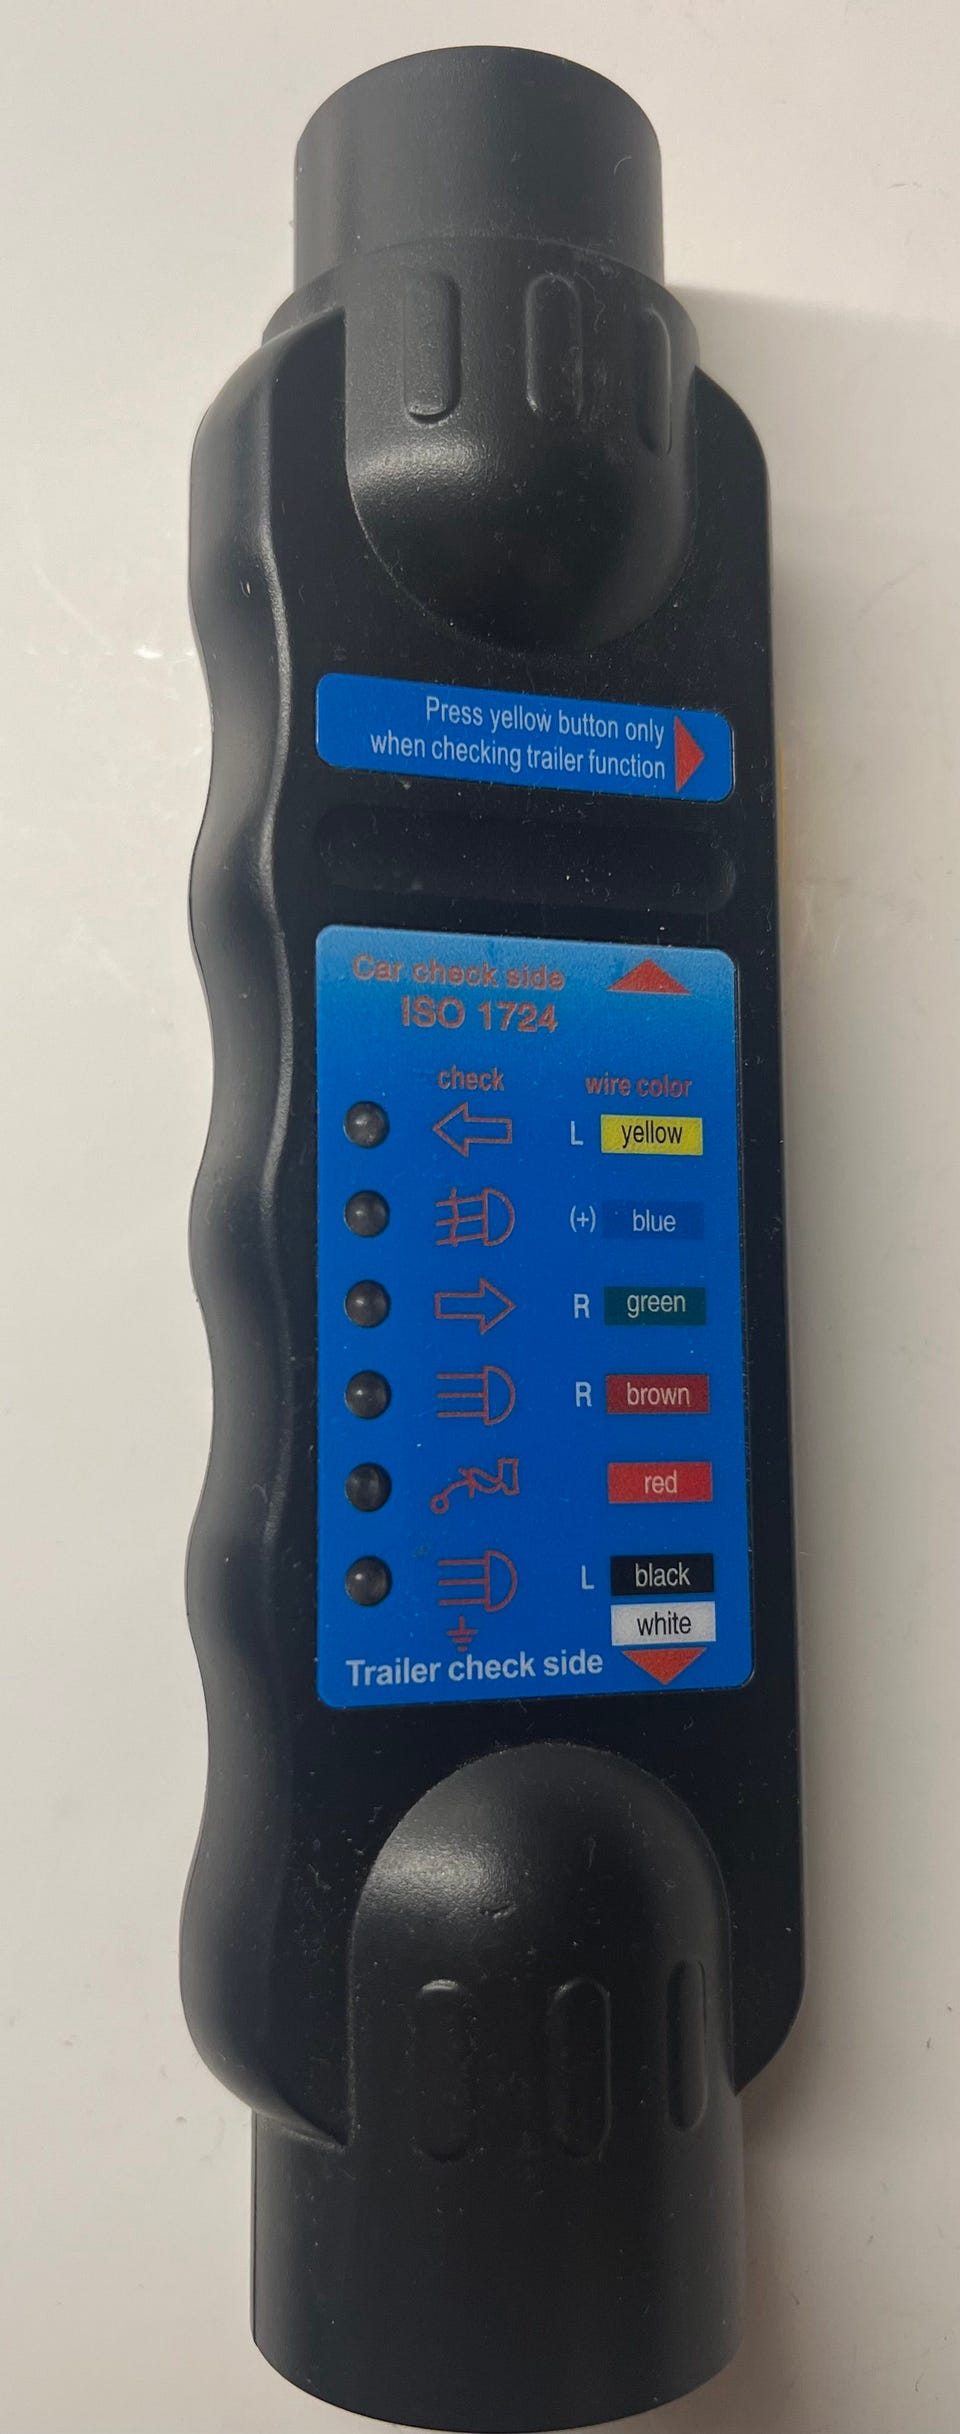 Press yellow button only
when checking trailer function
Car check side
ISO 1724
check wire color
L yellow
(+) blue
R green
R brown
red
L black
white
Trailer check side